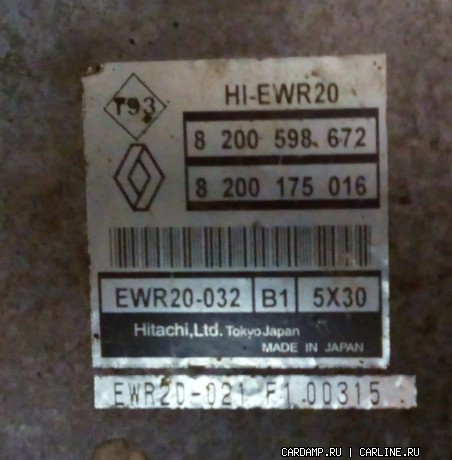 T93
HI-EWR20
8 200 598 672
8 200 175 016
EWR20-032 B1 5X30
Hitachi,Ltd. Tokyo Japan
MADE IN JAPAN
EWR20-021 F1 00315
CARDAMP.RU | CARLINE.RU